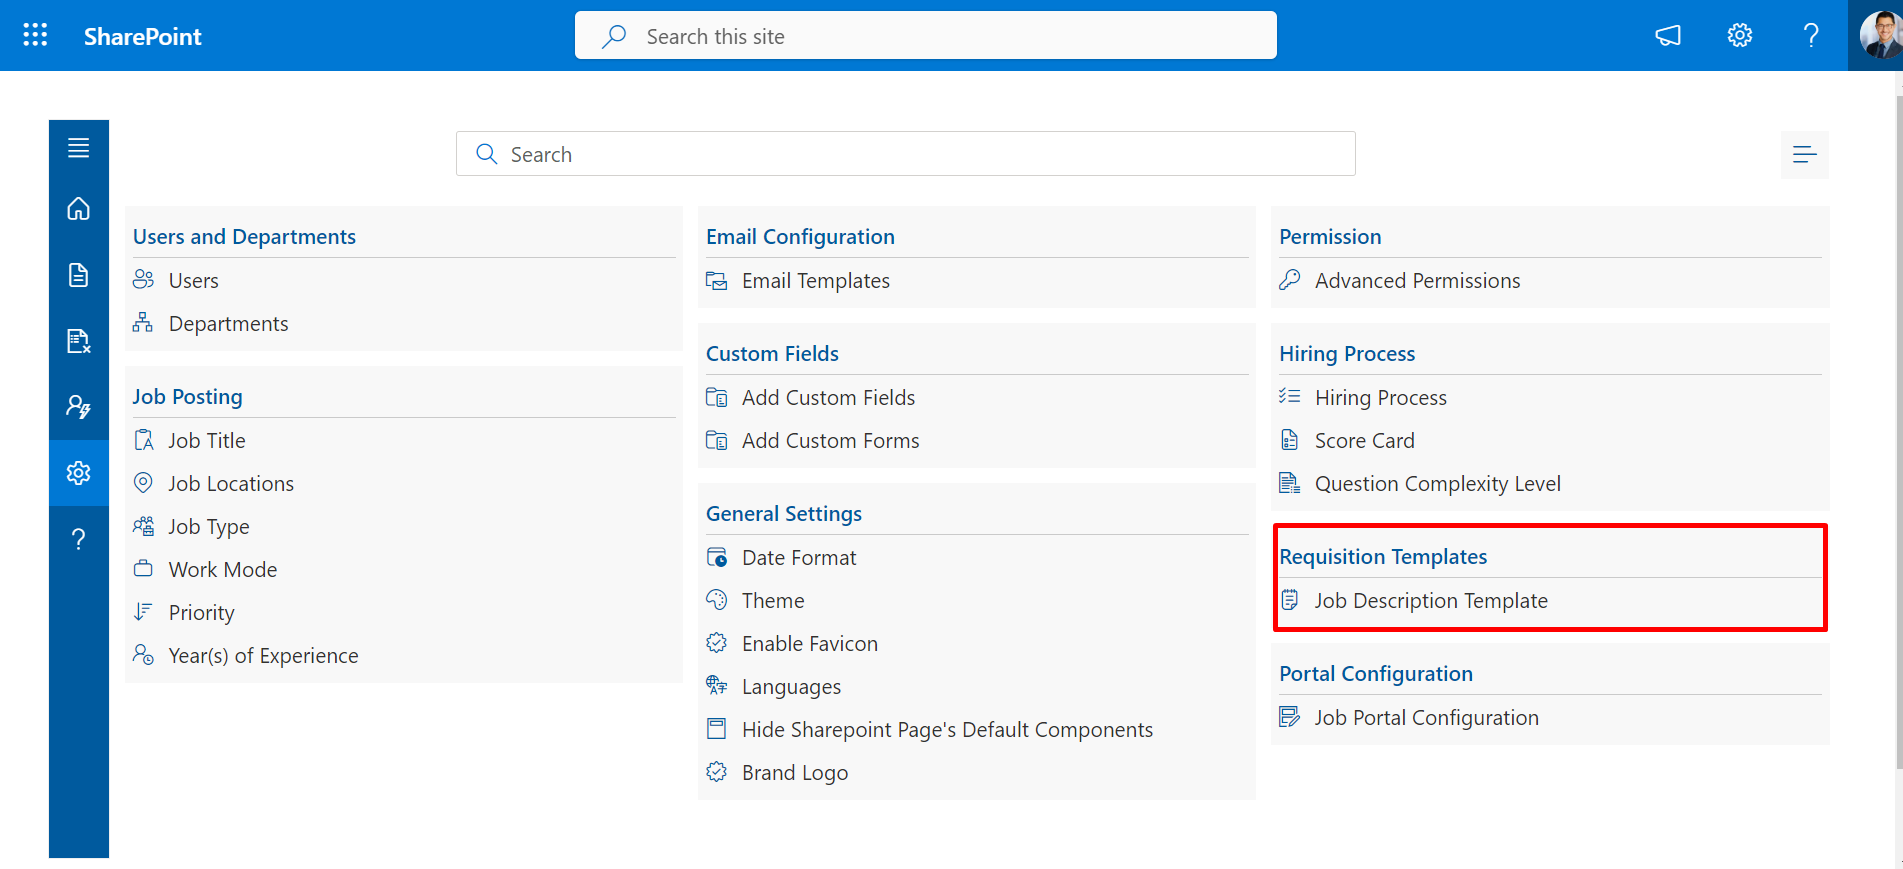 SharePoint
Search this site
Search
Users and Departments
Users
Departments
Job Posting
Job Title
Job Locations
Job Type
Work Mode
Priority
Year(s) of Experience
Email Configuration
Email Templates
Custom Fields
Add Custom Fields
Add Custom Forms
General Settings
Date Format
Theme
Enable Favicon
Languages
Hide Sharepoint Page's Default Components
Brand Logo
Permission
Advanced Permissions
Hiring Process
Hiring Process
Score Card
Question Complexity Level
Requisition Templates
Job Description Template
Portal Configuration
Job Portal Configuration